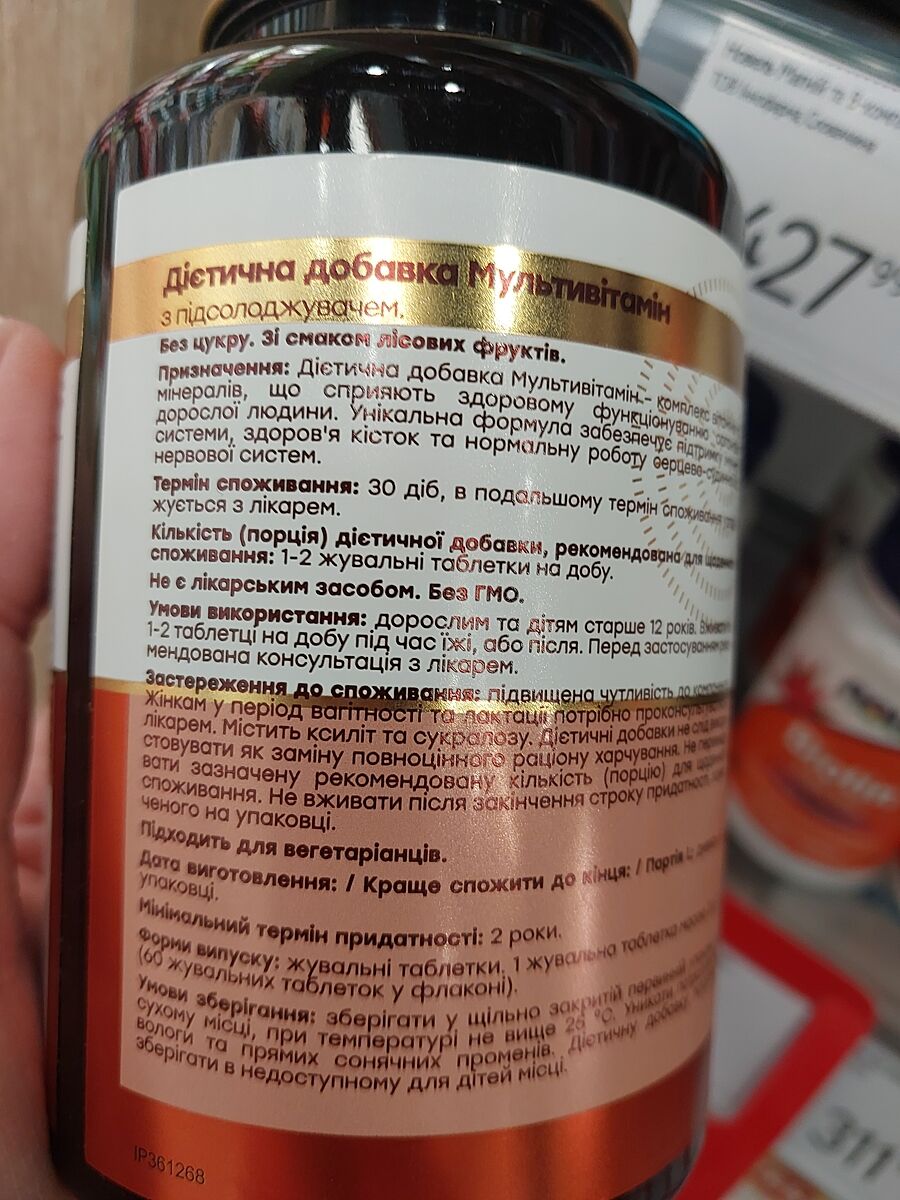 Дієтична добавка Мультивітамін
з підсолоджувачем.
Без цукру. Зі смаком лісових фруктів.
Призначення: Дієтична добавка Мультивітамін – комплекс
мінералів, що сприяють здоровому функціонуванню
дорослої людини. Унікальна формула забезпечує підтримку
системи, здоров'я кісток та нормальну роботу
нервової систем.
Термін споживання: 30 діб, в подальшому термін споживання
жується з лікарем.
Кількість (порція) дієтичної добавки, рекомендована для щоденного
споживання: 1-2 жувальні таблетки на добу.
Не є лікарським засобом. Без ГМО.
Умови використання: дорослим та дітям старше 12 років.
1-2 таблетці на добу під час їжі, або після. Перед застосуванням
мендована консультація з лікарем.
Застереження до споживання: підвищена чутливість до
Жінкам у період вагітності та лактації потрібно
лікарем. Містить ксиліт та сукралозу. Дієтичні добавки не слід
стовувати як заміну повноцінного раціону харчування. Не
вати зазначену рекомендовану кількість (порцію) для
споживання. Не вживати після закінчення строку придатності,
ченого на упаковці.
Підходить для вегетаріанців.
Дата виготовлення: / Краще спожити до кінця: / Партія
упаковці.
Мінімальний термін придатності: 2 роки.
Форми випуску: жувальні таблетки. 1 жувальна таблетка
(60 жувальних таблеток у флаконі).
Умови зберігання: зберігати у щільно закритій
сухому місці, при температурі не вище 25 °C. Уникати
вологи та прямих сонячних променів. Дієтичну добавку
зберігати в недоступному для дітей місці.
IP361268
427
311